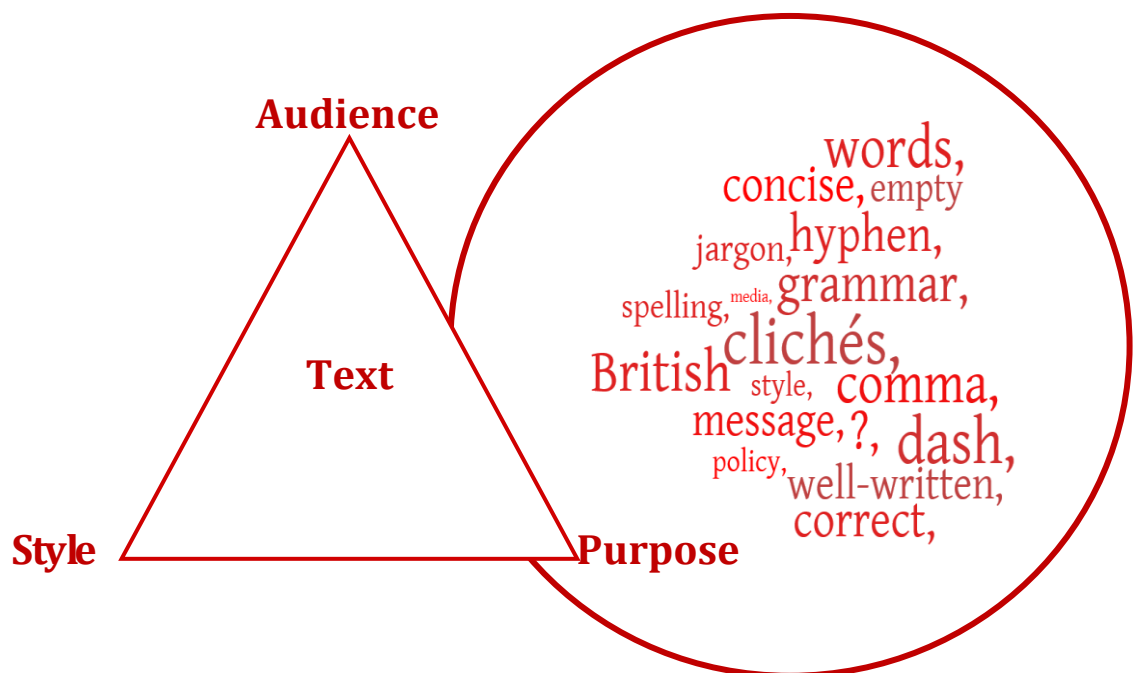 Audience
Text
Style
Purpose
words,
concise, empty
jargon, hyphen,
spelling, media, grammar,
clichés,
British style, comma,
message, ?, dash,
policy, well-written,
correct,